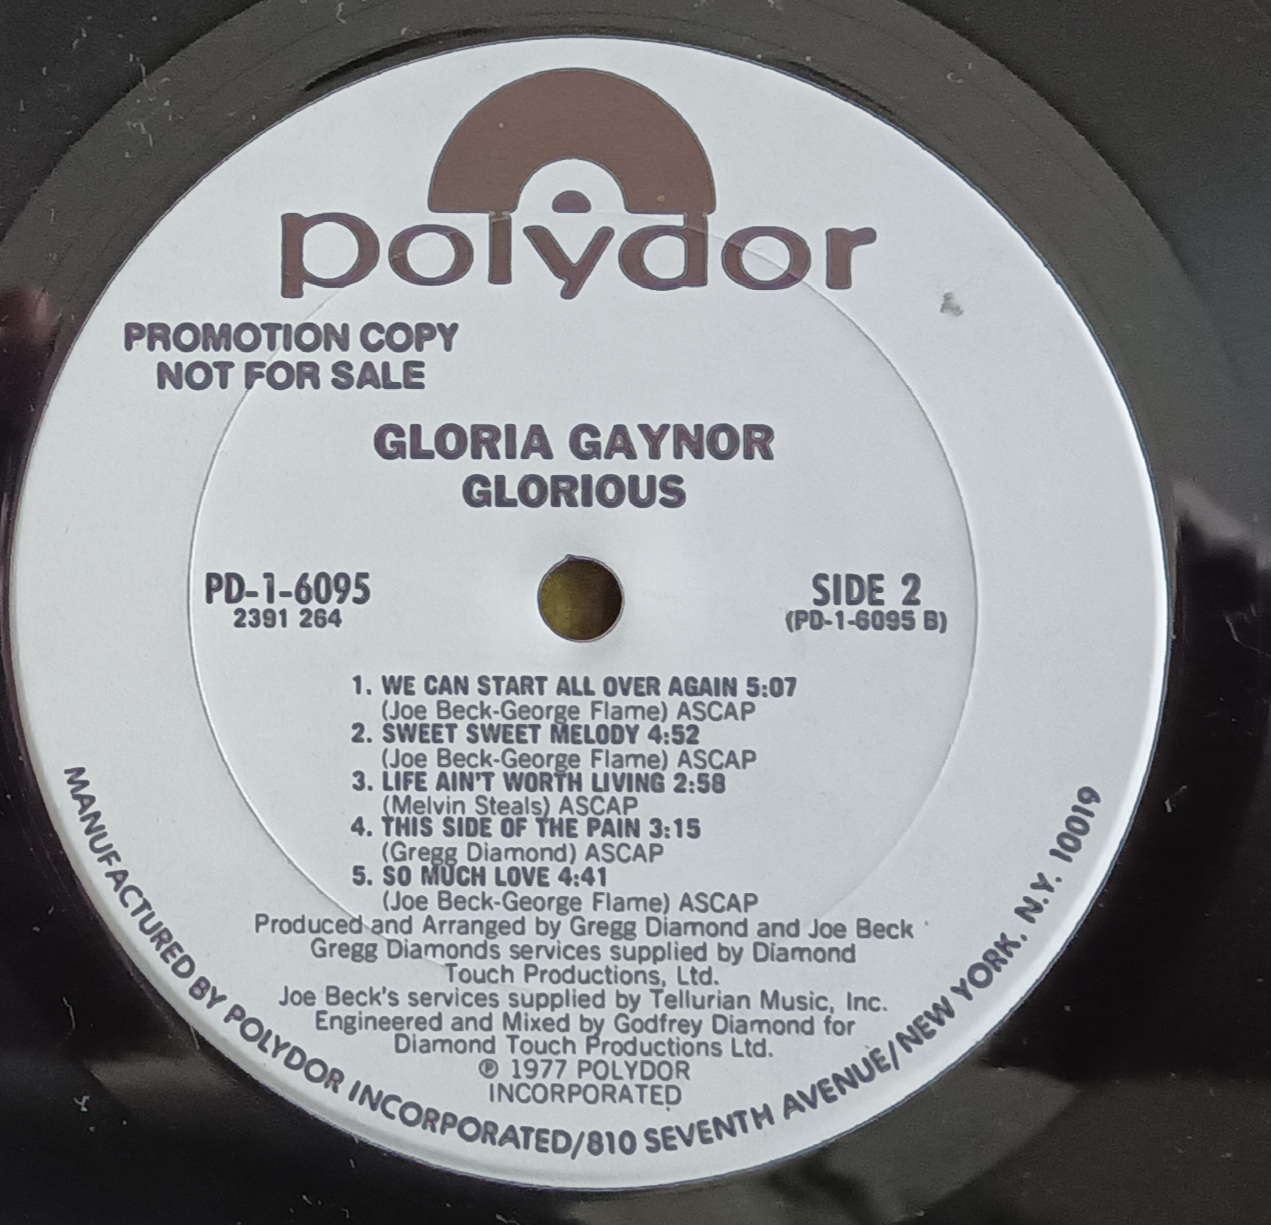 polydor
PROMOTION COPY
NOT FOR SALE
GLORIA GAYNOR
GLORIOUS
PD-1-6095
2391 264
SIDE 2
(PD-1-6095 B)
1. WE CAN START ALL OVER AGAIN 5:07
(Joe Beck-George Flame) ASCAP
2. SWEET SWEET MELODY 4:52
(Joe Beck-George Flame) ASCAP
3. LIFE AIN'T WORTH LIVING 2:58
(Melvin Steals) ASCAP
4. THIS SIDE OF THE PAIN 3:15
(Gregg Diamond) ASCAP
5. SO MUCH LOVE 4:41
(Joe Beck-George Flame) ASCAP
Produced and Arranged by Gregg Diamond and Joe Beck
Gregg Diamonds services supplied by Diamond
Touch Productions, Ltd.
Joe Beck's services supplied by Tellurian Music, Inc.
Engineered and Mixed by Godfrey Diamond for
Diamond Touch Productions Ltd.
℗ 1977 POLYDOR
INCORPORATED
MANUFACTURED BY POLYDOR INCORPORATED/810 SEVENTH AVENUE/NEW YORK. N.Y. 10019